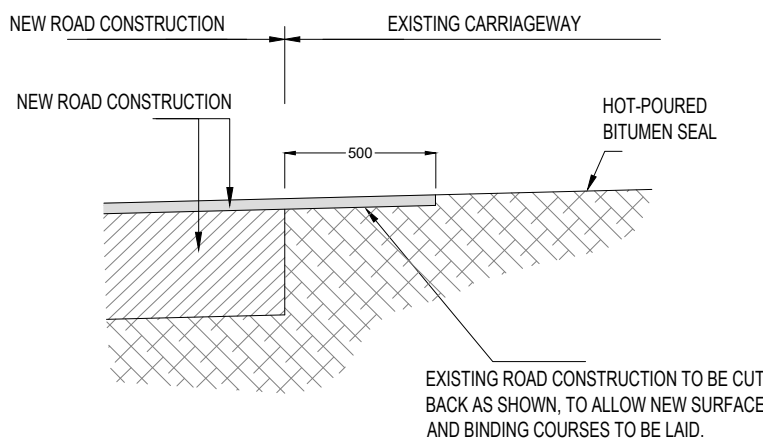 NEW ROAD CONSTRUCTION
EXISTING CARRIAGEWAY
NEW ROAD CONSTRUCTION
HOT-POURED
BITUMEN SEAL
500
EXISTING ROAD CONSTRUCTION TO BE CUT
BACK AS SHOWN, TO ALLOW NEW SURFACE
AND BINDING COURSES TO BE LAID.